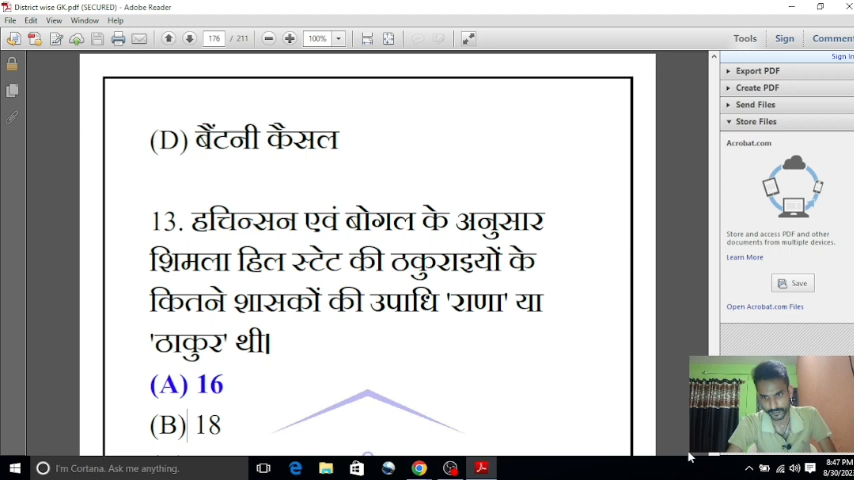 District wise GK.pdf (SECURED) - Adobe Reader
File Edit View Window Help
176 / 211 100% Tools Sign Comment
Sign In
Export PDF
Create PDF
Send Files
Store Files
Acrobat.com
Store and access PDF and other
documents from multiple devices.
Learn More
Save
Open Acrobat.com Files
(D) बैंटनी कैसल
13. हचिन्सन एवं बोगल के अनुसार
शिमला हिल स्टेट की ठकुराइयों के
कितने शासकों की उपाधि 'राणा' या
'ठाकुर' थी।
(A) 16
(B) 18
I'm Cortana. Ask me anything.
8:47 PM